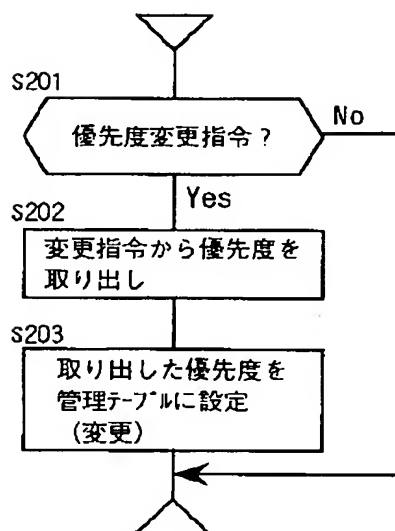 S201
優先度変更指令？
No
Yes
S202
変更指令から優先度を
取り出し
S203
取り出した優先度を
管理ﾃｰﾌﾞﾙに設定
(変更)